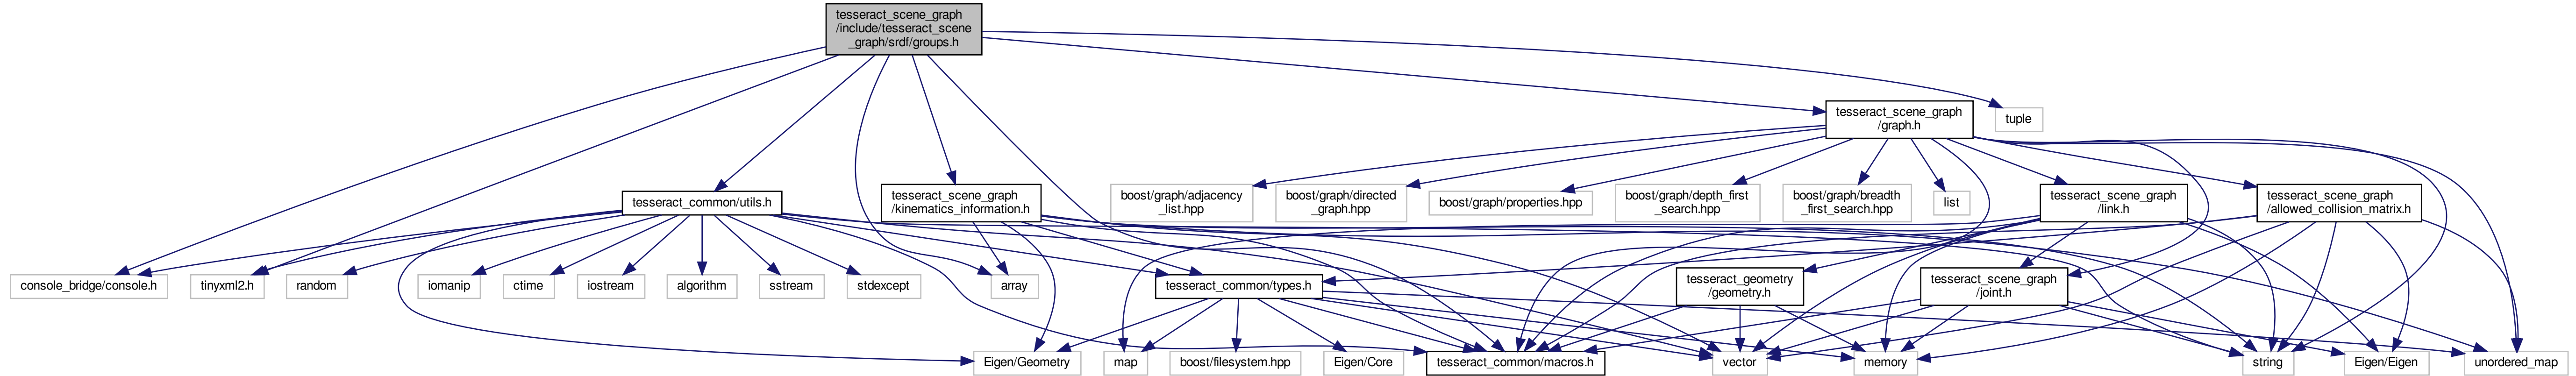 tesseract_scene_graph
/include/tesseract_scene
_graph/srdf/groups.h
tesseract_scene_graph
/graph.h
tuple
tesseract_common/utils.h
tesseract_scene_graph
/kinematics_information.h
boost/graph/adjacency
_list.hpp
boost/graph/directed
_graph.hpp
boost/graph/properties.hpp
boost/graph/depth_first
_search.hpp
boost/graph/breadth
_first_search.hpp
list
tesseract_scene_graph
/link.h
tesseract_scene_graph
/allowed_collision_matrix.h
console_bridge/console.h
tinyxml2.h
random
iomanip
ctime
iostream
algorithm
sstream
stdexcept
array
tesseract_common/types.h
tesseract_geometry
/geometry.h
tesseract_scene_graph
/joint.h
Eigen/Geometry
map
boost/filesystem.hpp
Eigen/Core
tesseract_common/macros.h
vector
memory
string
Eigen/Eigen
unordered_map